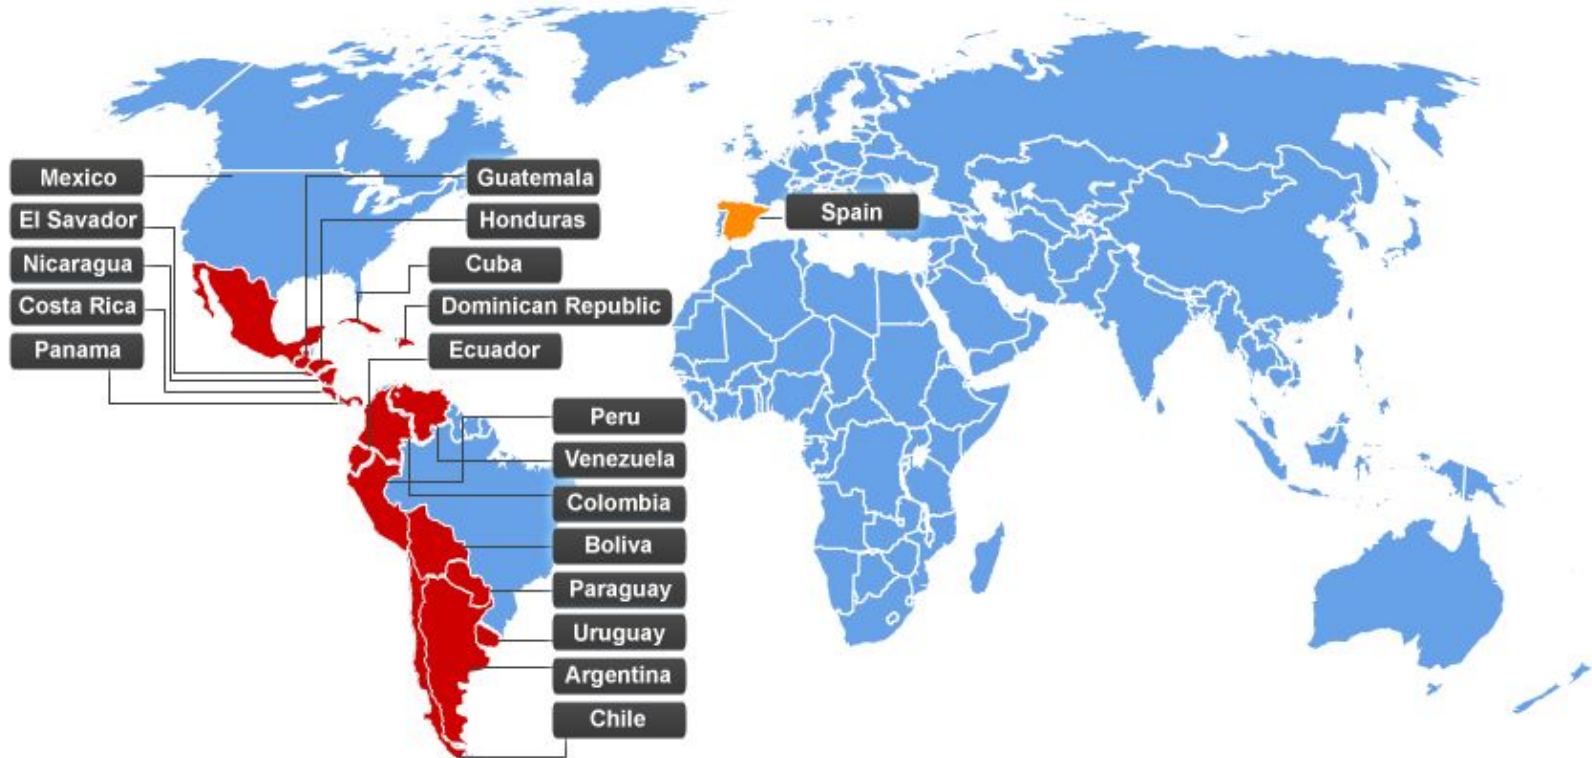 Mexico
Guatemala
El Savador
Honduras
Spain
Nicaragua
Cuba
Costa Rica
Dominican Republic
Panama
Ecuador
Peru
Venezuela
Colombia
Boliva
Paraguay
Uruguay
Argentina
Chile